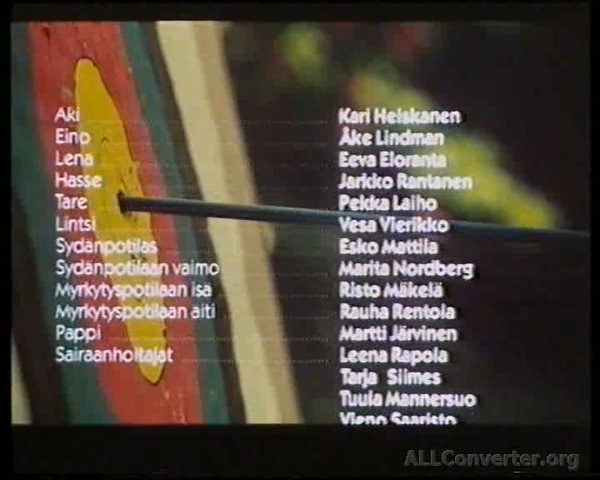 Aki Kari Heiskanen
Eino Åke Lindman
Lena Eeva Eloranta
Hasse Jarkko Rantanen
Tare Pekka Laiho
Lintsi Vesa Vierikko
Sydänpotilas Esko Mattila
Sydänpotilaan vaimo Marita Nordberg
Myrkytyspotilaan isä Risto Mäkelä
Myrkytyspotilaan äiti Rauha Rentola
Pappi Martti Järvinen
Sairaanhoitajat Leena Rapola
Tarja Siimes
Tuula Mannersuo
Vieno Saaristo
ALLConverter.org